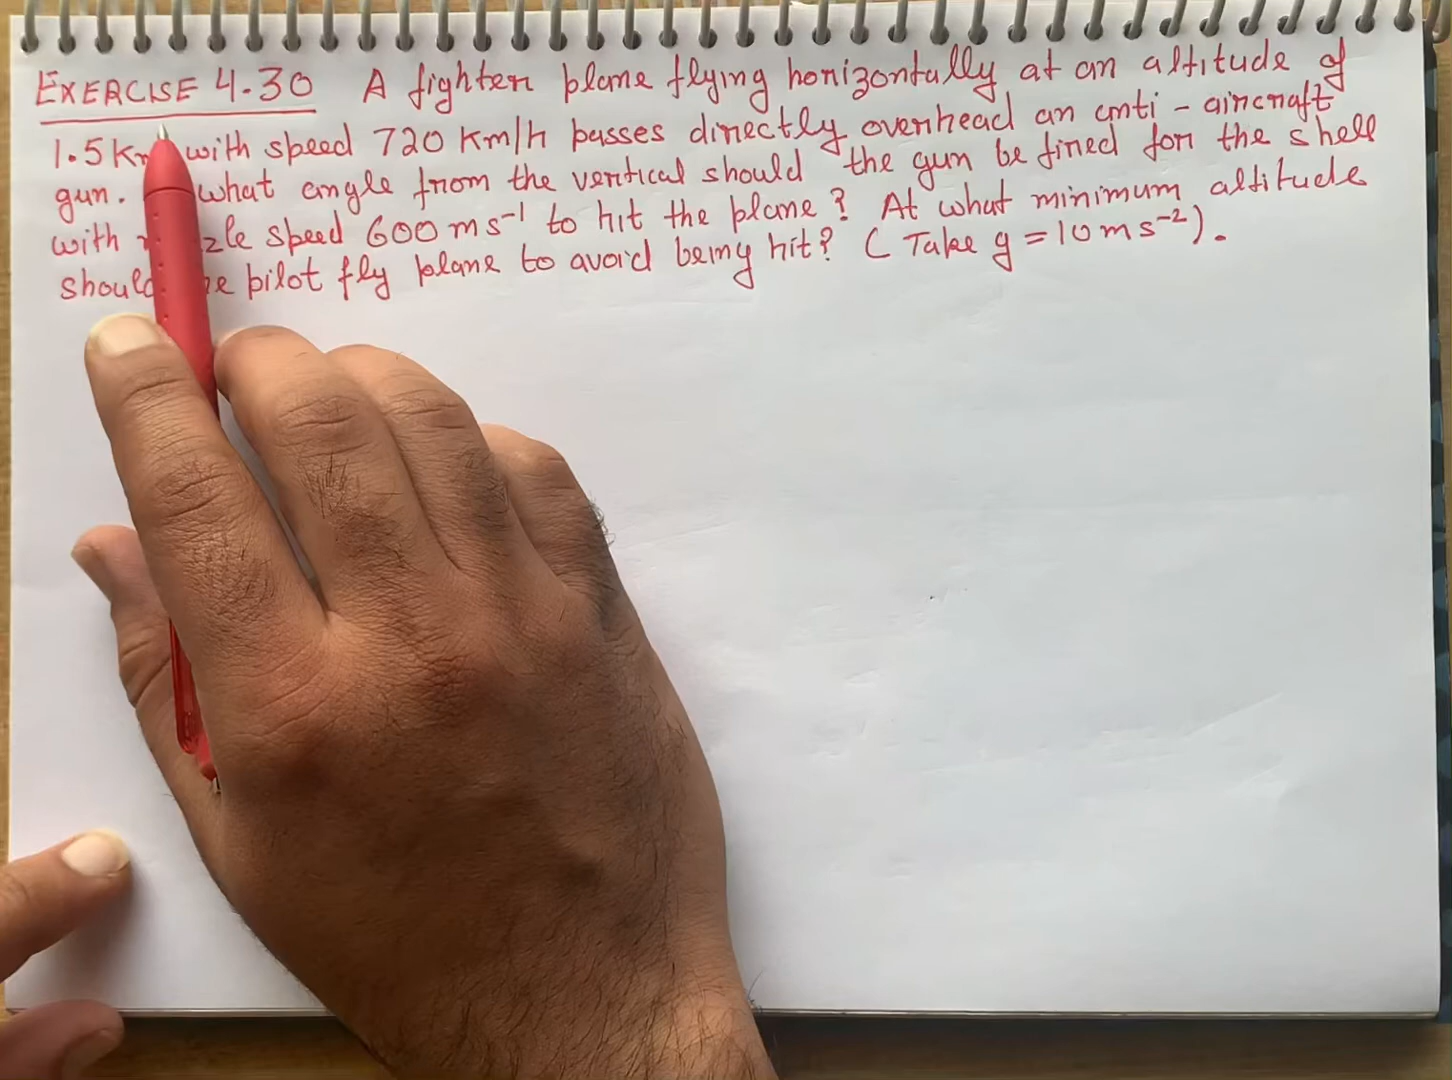 EXERCISE 4.30 A fighter plane flying horizontally at an altitude of
1.5 Km with speed 720 Km/h passes directly overhead an anti-aircraft
gun. what angle from the vertical should the gun be fired for the shell
with speed 600 ms⁻¹ to hit the plane? At what minimum altitude
should pilot fly plane to avoid being hit? (Take g = 10 ms⁻²).